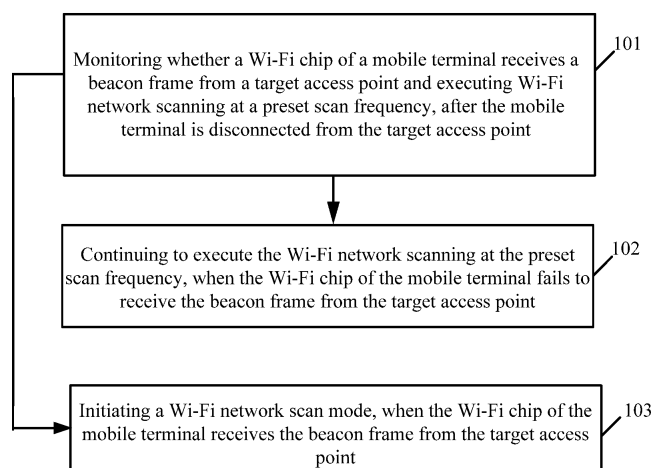 Monitoring whether a Wi-Fi chip of a mobile terminal receives a
beacon frame from a target access point and executing Wi-Fi
network scanning at a preset scan frequency, after the mobile
terminal is disconnected from the target access point
101
Continuing to execute the Wi-Fi network scanning at the preset
scan frequency, when the Wi-Fi chip of the mobile terminal fails to
receive the beacon frame from the target access point
102
Initiating a Wi-Fi network scan mode, when the Wi-Fi chip of the
mobile terminal receives the beacon frame from the target access
point
103